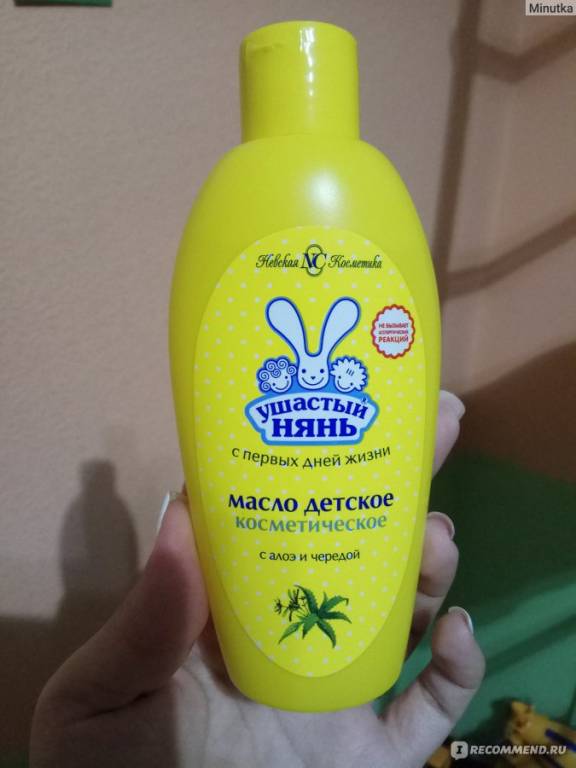 Minutka
Невская NC Косметика
НЕ ВЫЗЫВАЕТ
АЛЛЕРГИЧЕСКИХ
РЕАКЦИЙ
ушастый
нянь
с первых дней жизни
масло детское
косметическое
с алоэ и чередой
IRECOMMEND.RU